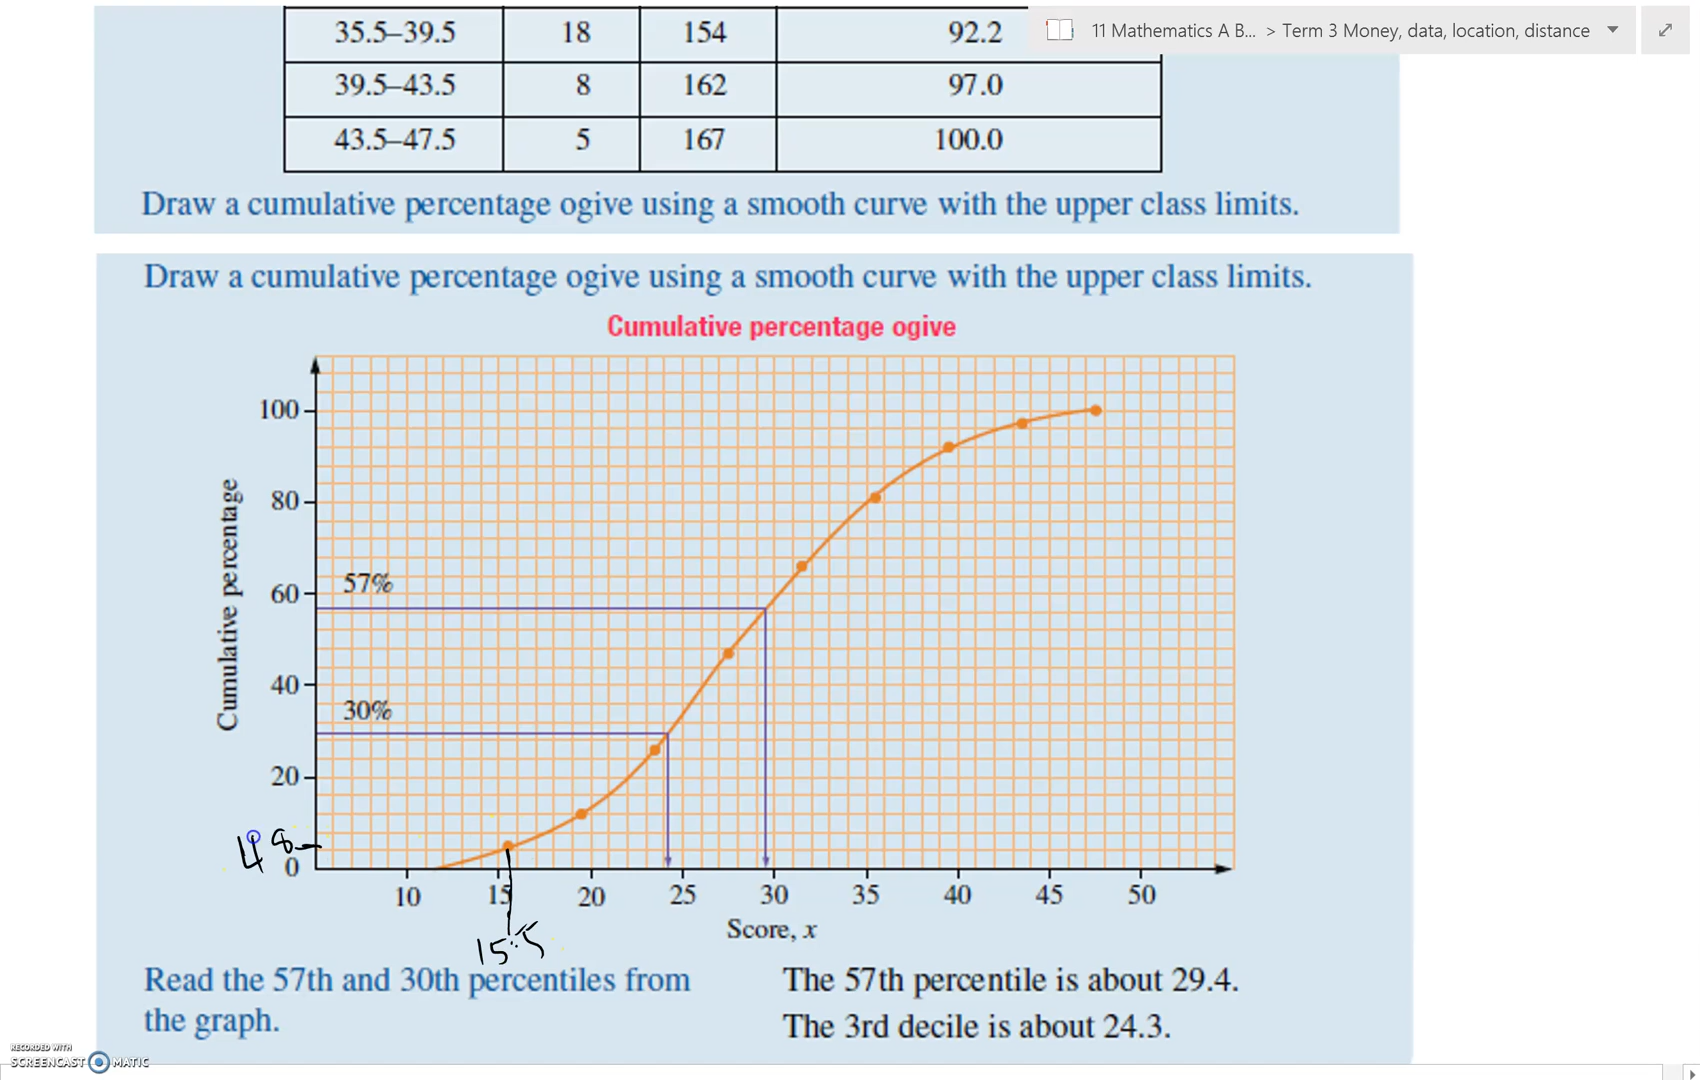 11 Mathematics A B... > Term 3 Money, data, location, distance
35.5–39.5 18 154 92.2
39.5–43.5 8 162 97.0
43.5–47.5 5 167 100.0
Draw a cumulative percentage ogive using a smooth curve with the upper class limits.
Draw a cumulative percentage ogive using a smooth curve with the upper class limits.
Cumulative percentage ogive
Cumulative percentage
100
80
57%
60
40
30%
20
4 8
0
10 15 20 25 30 35 40 45 50
15.5
Score, x
Read the 57th and 30th percentiles from
the graph.
The 57th percentile is about 29.4.
The 3rd decile is about 24.3.
RECORDED WITH
SCREENCAST MATIC